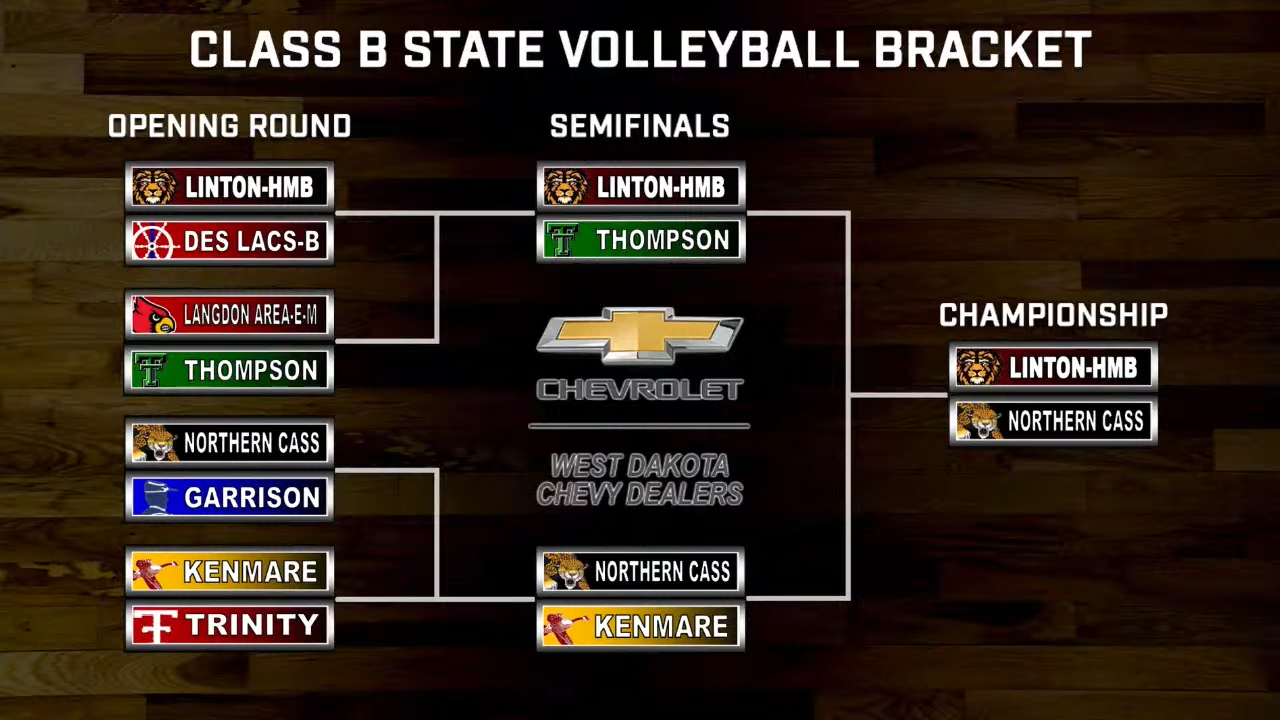 CLASS B STATE VOLLEYBALL BRACKET
OPENING ROUND
LINTON-HMB
DES LACS-B
LANGDON AREA-E-M
THOMPSON
NORTHERN CASS
GARRISON
KENMARE
TRINITY
SEMIFINALS
LINTON-HMB
THOMPSON
CHEVROLET
WEST DAKOTA
CHEVY DEALERS
NORTHERN CASS
KENMARE
CHAMPIONSHIP
LINTON-HMB
NORTHERN CASS